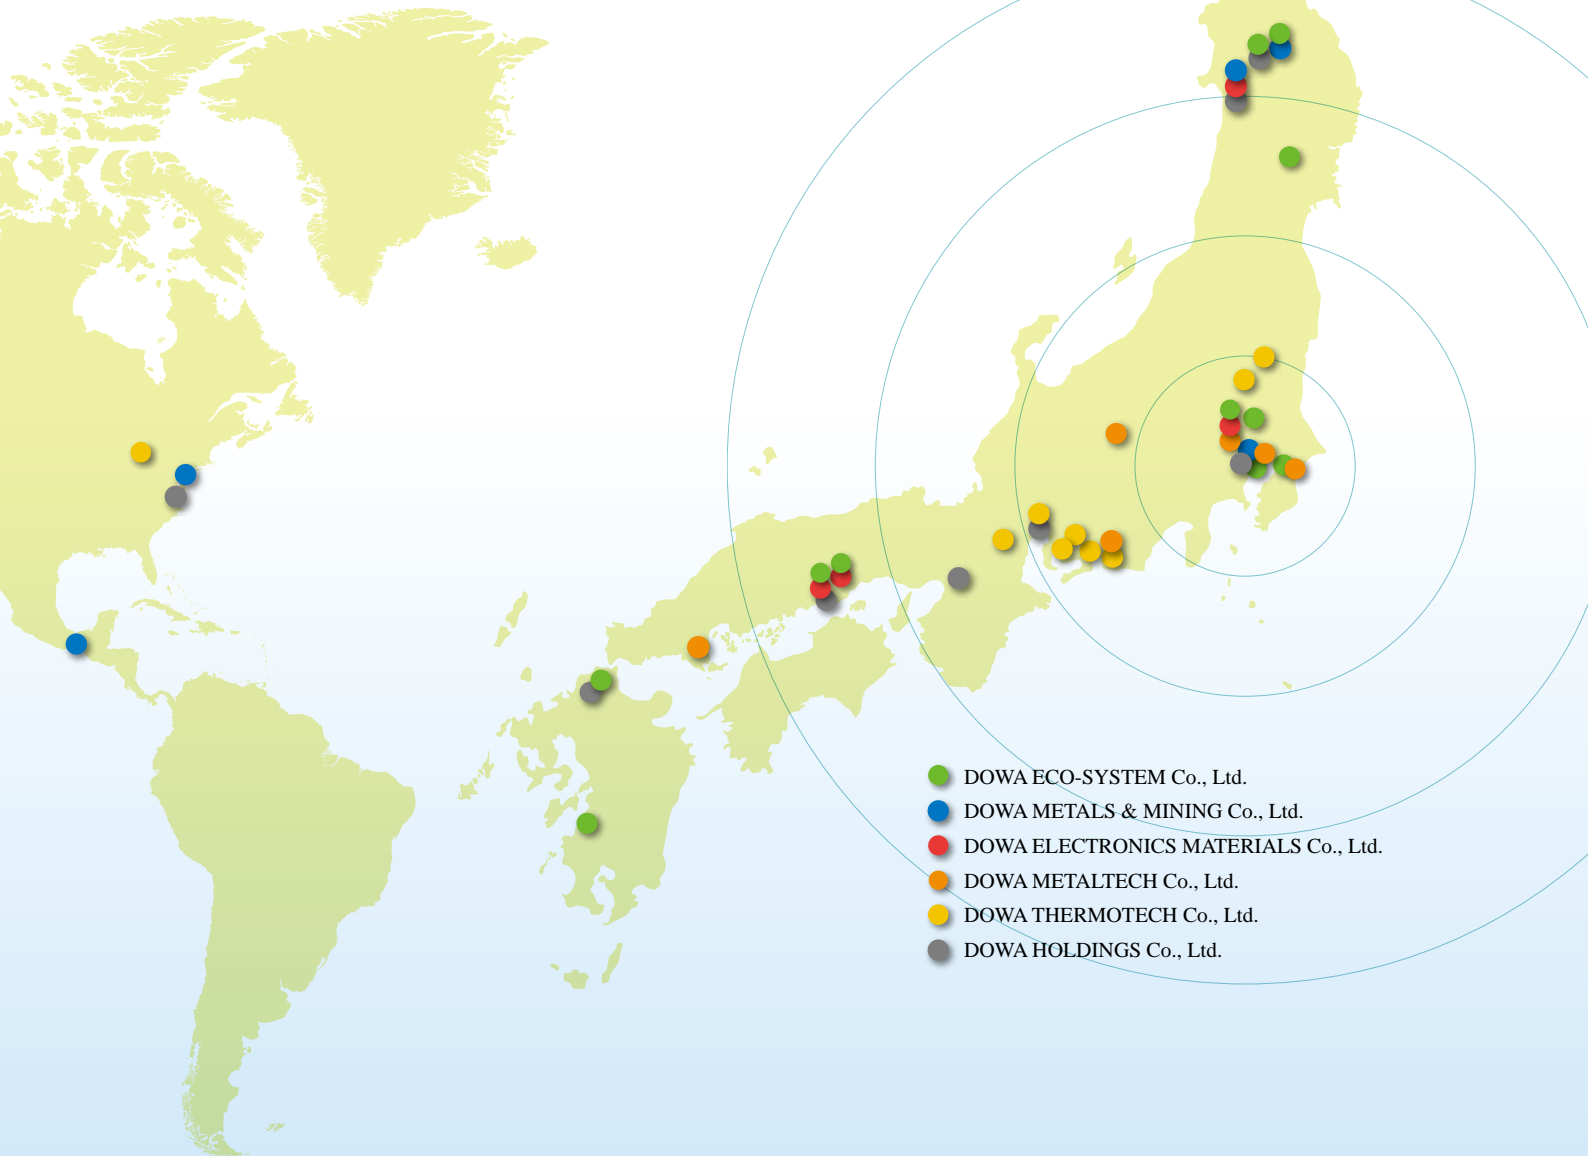 DOWA ECO-SYSTEM Co., Ltd.
DOWA METALS & MINING Co., Ltd.
DOWA ELECTRONICS MATERIALS Co., Ltd.
DOWA METALTECH Co., Ltd.
DOWA THERMOTECH Co., Ltd.
DOWA HOLDINGS Co., Ltd.